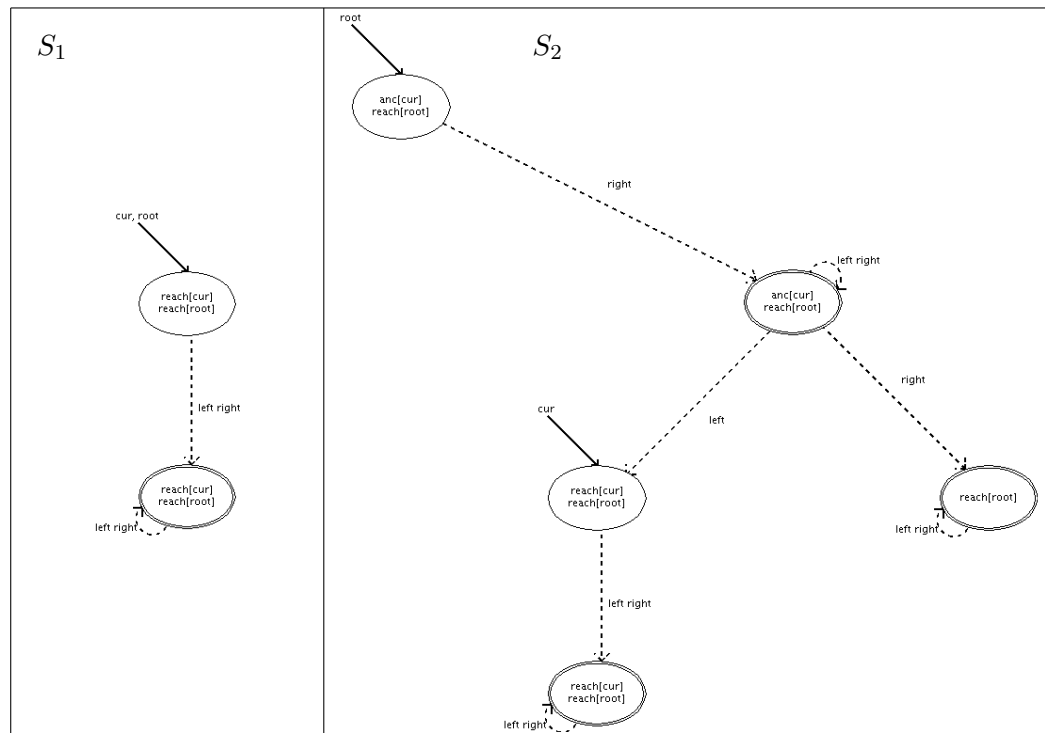 S1
cur, root
reach[cur]
reach[root]
left right
reach[cur]
reach[root]
left right
S2
root
anc[cur]
reach[root]
right
left right
anc[cur]
reach[root]
right
left
cur
reach[cur]
reach[root]
reach[root]
left right
left right
reach[cur]
reach[root]
left right